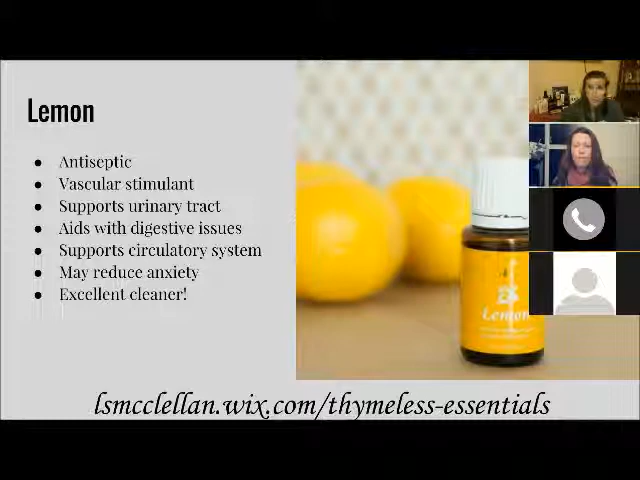 Lemon
Antiseptic
Vascular stimulant
Supports urinary tract
Aids with digestive issues
Supports circulatory system
May reduce anxiety
Excellent cleaner!
Lemon
lsmcclellan.wix.com/thymeless-essentials